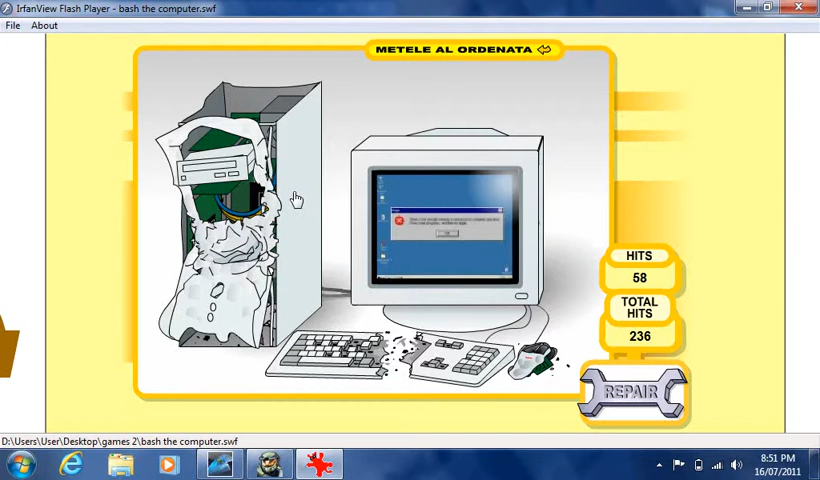 IrfanView Flash Player - bash the computer.swf
File About
METELE AL ORDENATA
HITS
58
TOTAL
HITS
236
REPAIR
D:\Users\User\Desktop\games 2\bash the computer.swf
8:51 PM
16/07/2011